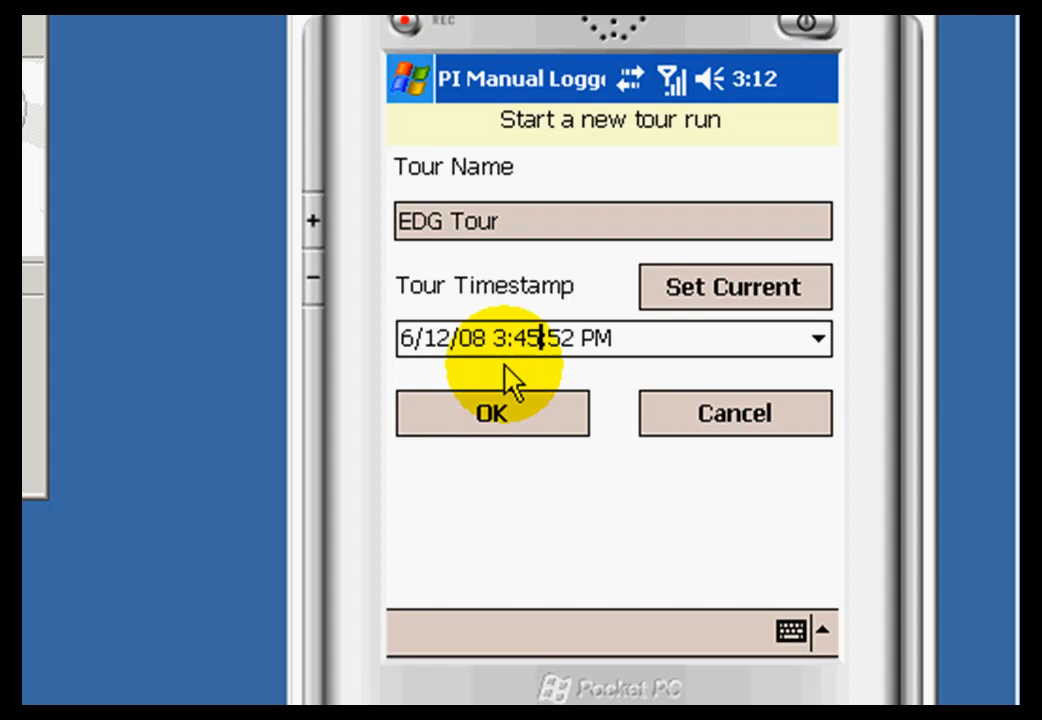 REC
PI Manual Logg 3:12
Start a new tour run
Tour Name
EDG Tour
Tour Timestamp
Set Current
6/12/08 3:45:52 PM
OK
Cancel
Pocket PC